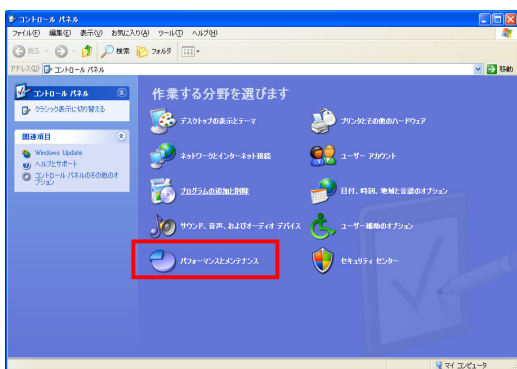 コントロール パネル
ファイル(F) 編集(E) 表示(V) お気に入り(A) ツール(T) ヘルプ(H)
戻る 検索 フォルダ
アドレス(D) コントロール パネル 移動
コントロール パネル
クラシック表示に切り替える
関連項目
Windows Update
ヘルプとサポート
コントロール パネルのその他のオ
プション
作業する分野を選びます
デスクトップの表示とテーマ
プリンタとその他のハードウェア
ネットワークとインターネット接続
ユーザー アカウント
プログラムの追加と削除
日付、時刻、地域と言語のオプション
サウンド、音声、およびオーディオ デバイス
ユーザー補助のオプション
パフォーマンスとメンテナンス
セキュリティ センター
マイ コンピュータ